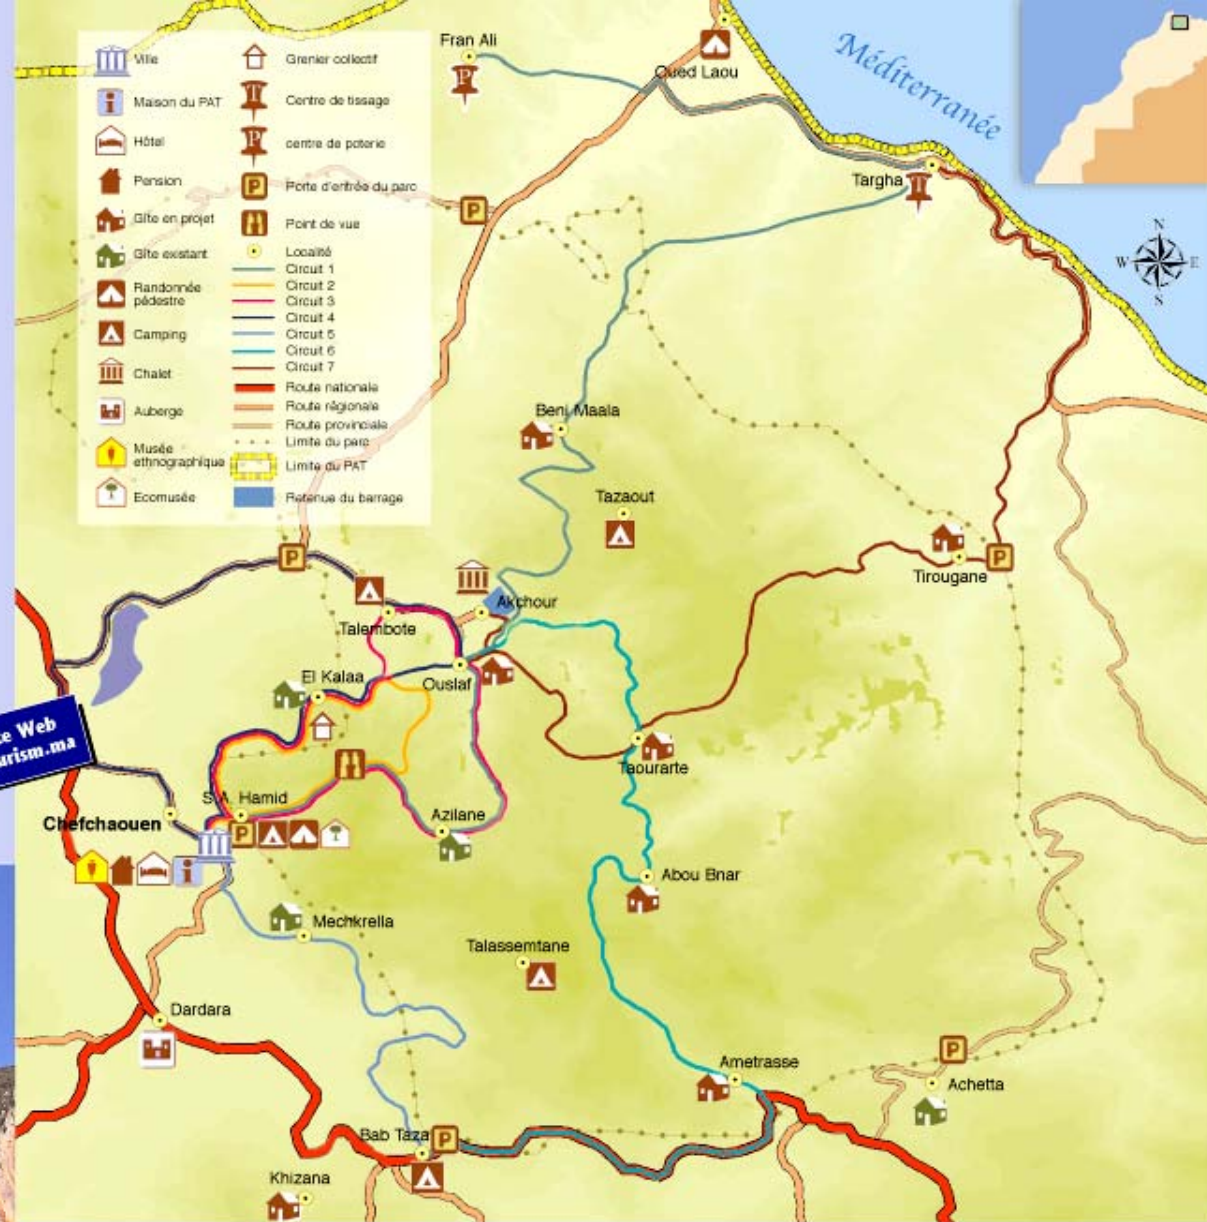 Ville
Maison du PAT
Hôtel
Pension
Gîte en projet
Gîte existant
Randonnée
pédestre
Camping
Chalet
Auberge
Musée
ethnographique
Ecomusée
Grenier collectif
T
Centre de tissage
P
centre de poterie
P
Porte d'entrée du parc
Point de vue
Localité
Circuit 1
Circuit 2
Circuit 3
Circuit 4
Circuit 5
Circuit 6
Circuit 7
Route nationale
Route régionale
Route provinciale
Limite du parc
Limite du PAT
Retenue du barrage
Fran Ali
P
Oued Laou
Méditerranée
Targha
T
N
W
E
S
P
Beni Maala
Tazaout
P
Tirougane
P
Akchour
Talembote
El Kalaa
Ouslaf
Web
urism.ma
Taourarte
S.A. Hamid
P
Azilane
Chefchaouen
i
Abou Bnar
Mechkrella
Talassemtane
Dardara
P
Ametrasse
Achetta
Bab Taza
P
Khizana